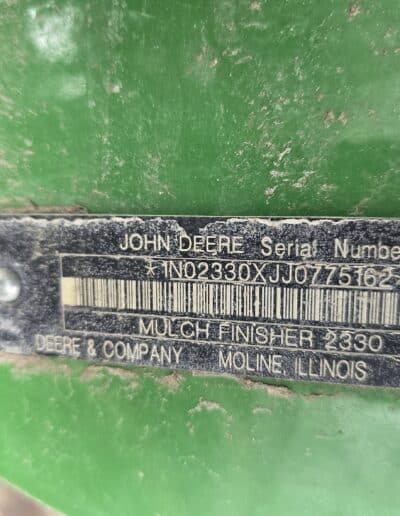 JOHN DEERE Serial Numbe
*1N02330XJJ0775162*
MULCH FINISHER 2330
DEERE & COMPANY MOLINE, ILLINOIS